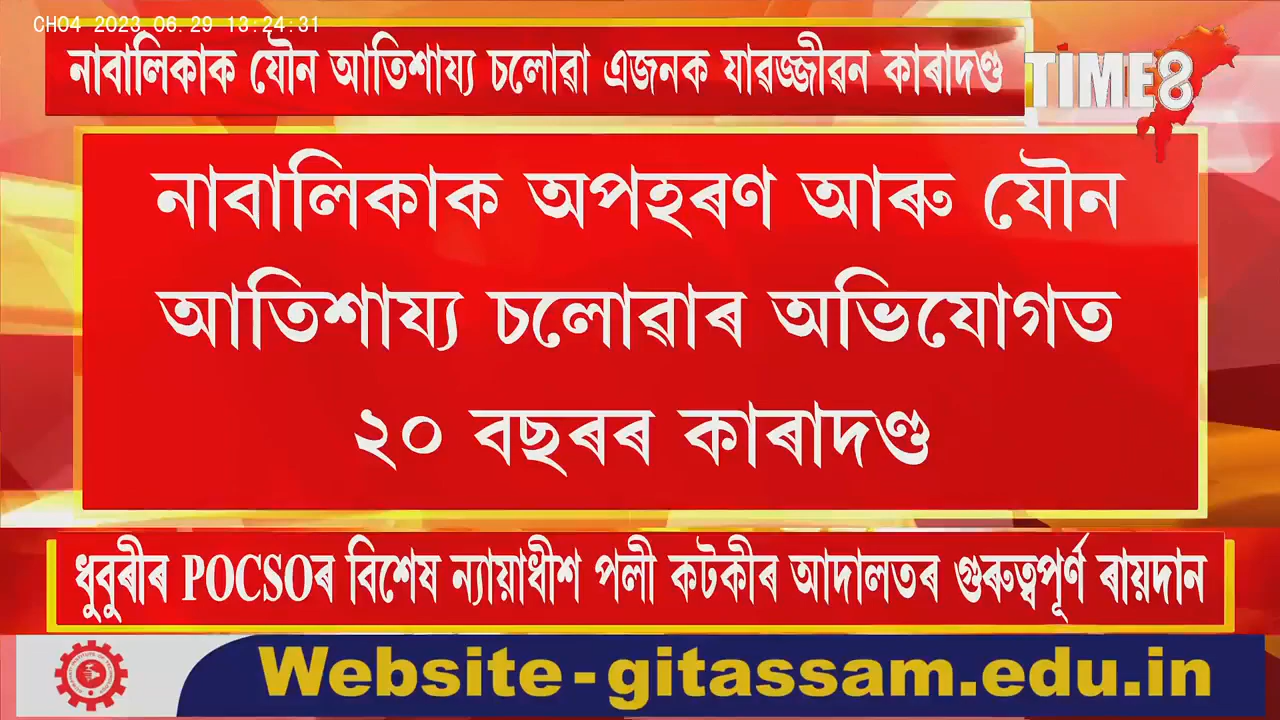 CH04 2023 06.29 13:24:31
নাবালিকাক যৌন আতিশায্য চলোৱা এজনক যাৱজ্জীৱন কাৰাদণ্ড
TIME8
নাবালিকাক অপহৰণ আৰু যৌন
আতিশায্য চলোৱাৰ অভিযোগত
২০ বছৰৰ কাৰাদণ্ড
ধুবুৰীৰ POCSOৰ বিশেষ ন্যায়াধীশ পলী কটকীৰ আদালতৰ গুৰুত্বপূৰ্ণ ৰায়দান
Website-gitassam.edu.in